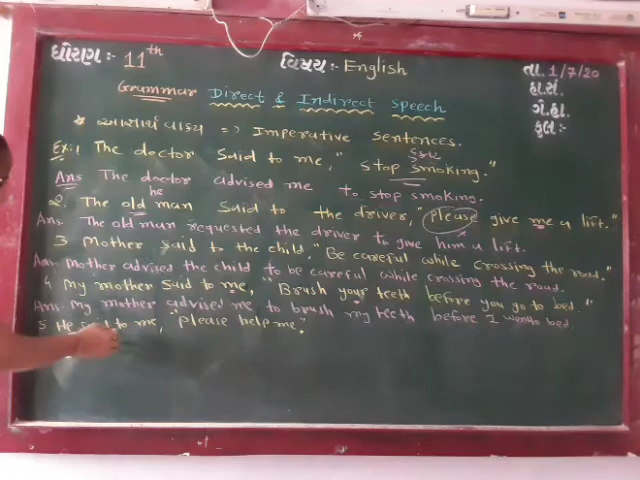 ધોરણ:- 11th વિષય:- English તા. 1/7/20
હા.સં.
ગે.હા.
કુલ:-
Grammar Direct & Indirect Speech
* આજ્ઞાર્થ વાક્ય => Imperative Sentences.
Ex:1 The doctor said to me, "Stop smoking."
Ans The doctor advised me to stop smoking.
he
2. The old man said to the driver, "Please give me a lift."
Ans. The old man requested the driver to give him a lift.
3 Mother said to the child, "Be careful while crossing the road."
Ans. Mother advised the child to be careful while crossing the road.
4 My mother said to me, "Brush your teeth before you go to bed."
Ans. My mother advised me to brush my teeth before I went to bed.
5 He said to me, "Please help me."